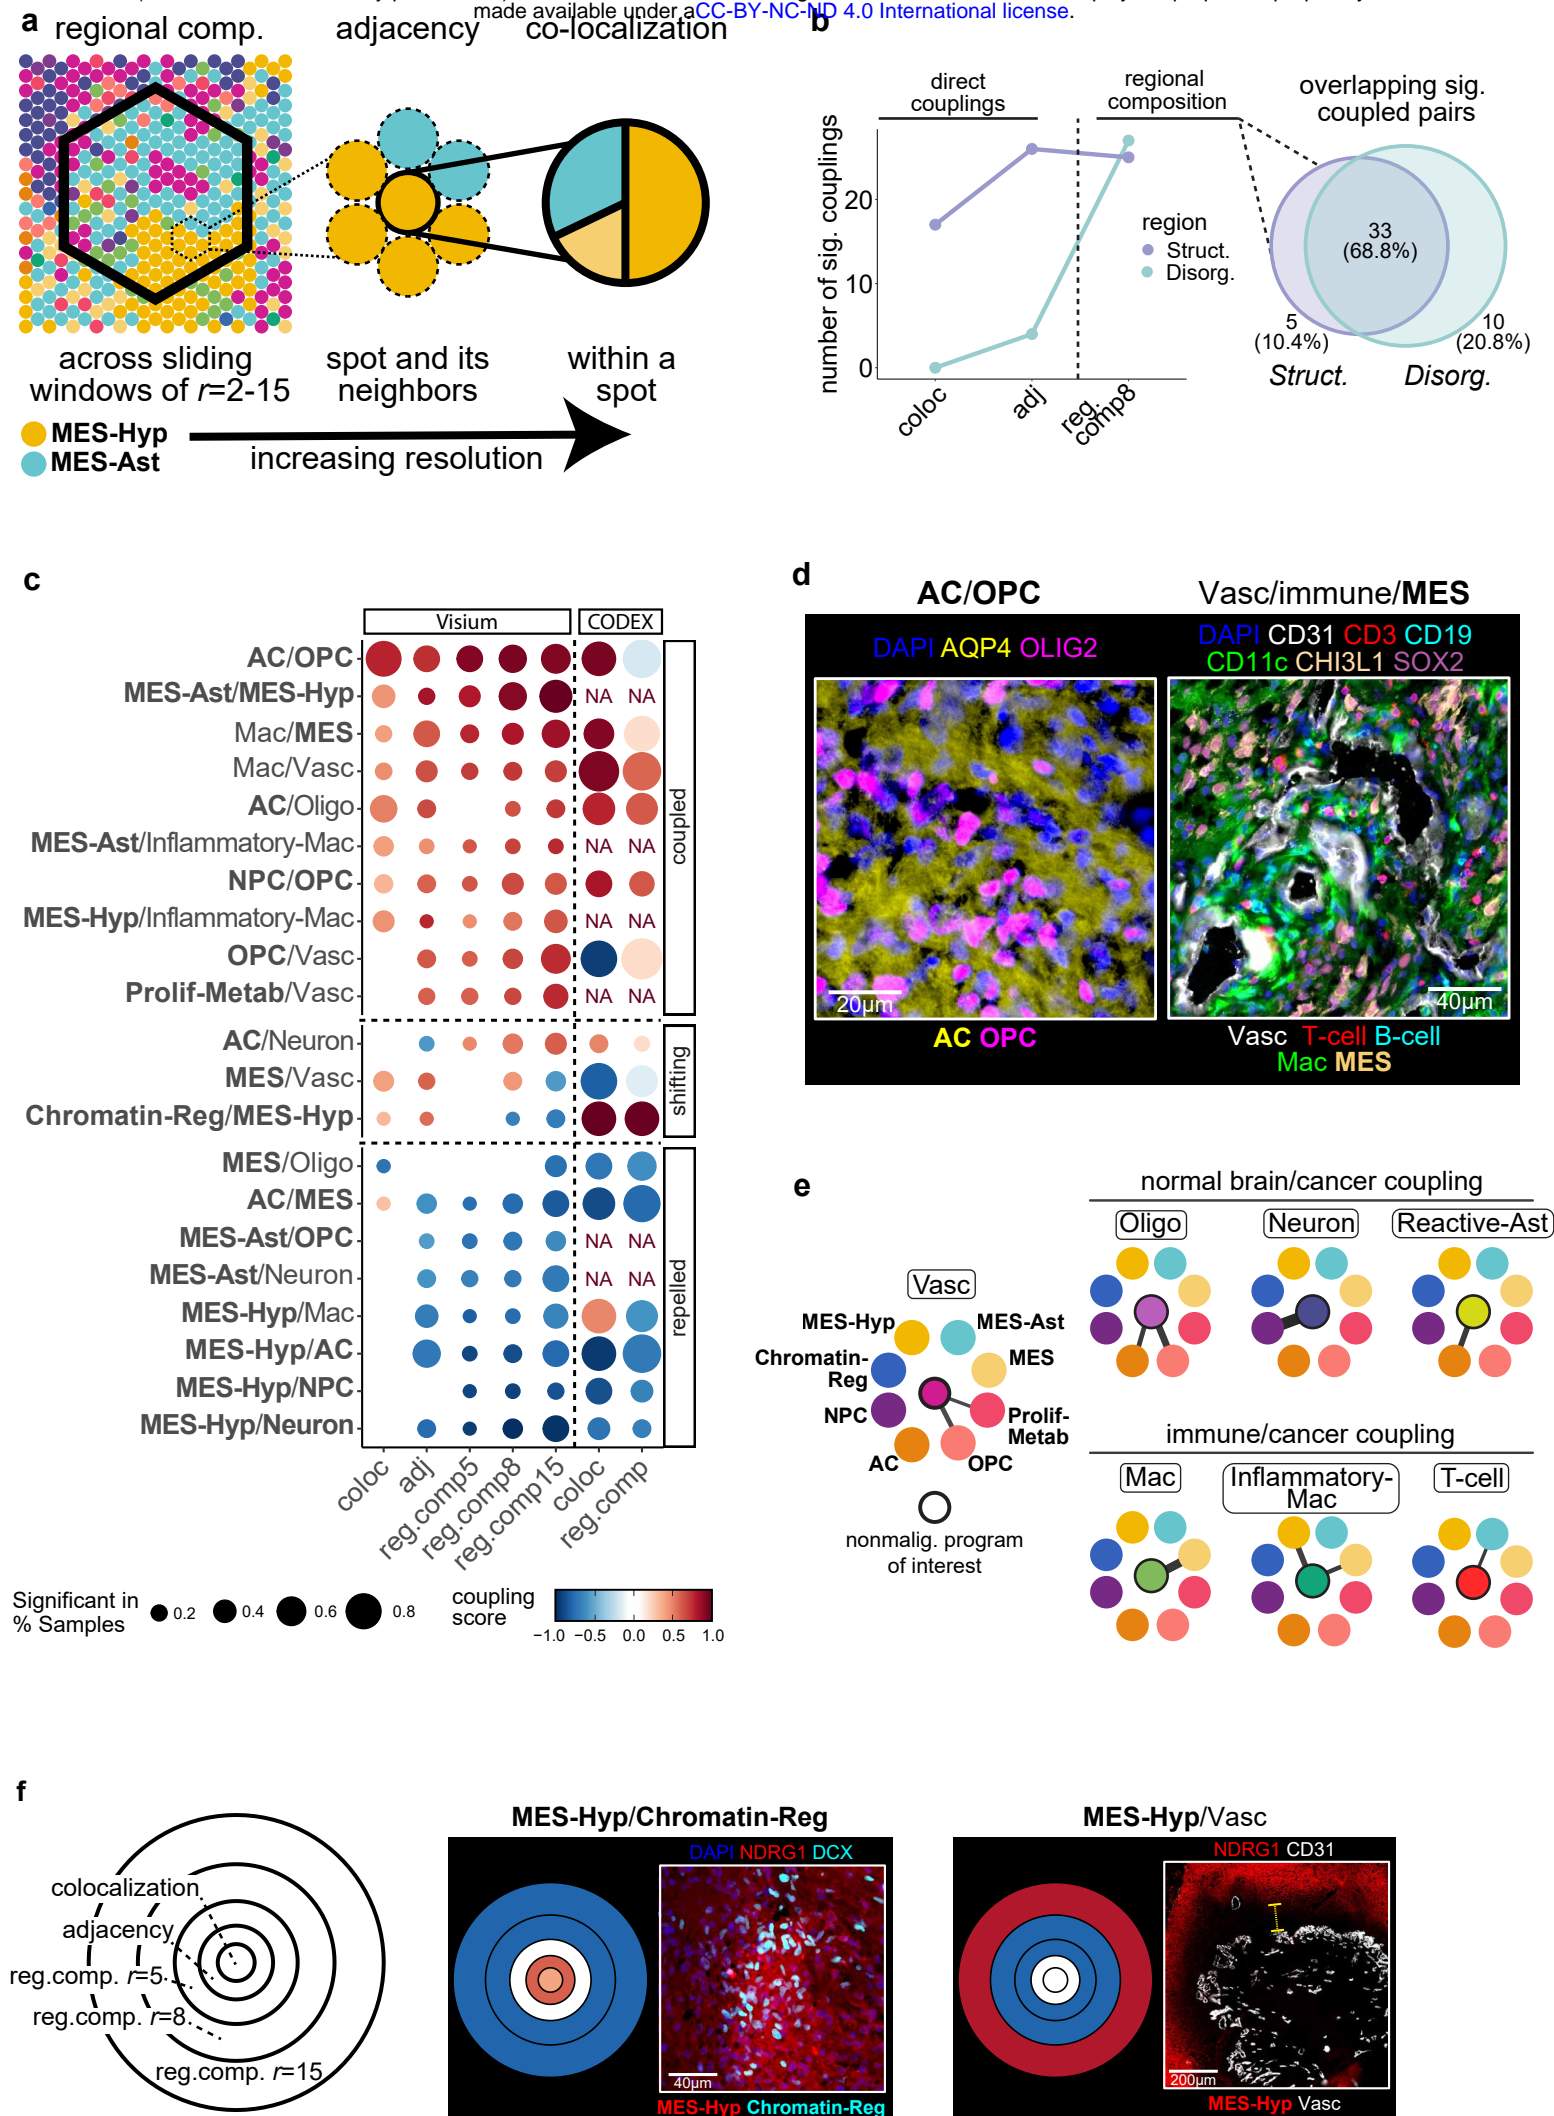 made available under aCC-BY-NC-ND 4.0 International license.
a
regional comp.
adjacency
co-localization
across sliding
windows of r=2-15
spot and its
neighbors
within a
spot
MES-Hyp
MES-Ast
increasing resolution
b
direct
couplings
regional
composition
overlapping sig.
coupled pairs
number of sig. couplings
20
10
0
coloc
adj
reg.
comp8
region
Struct.
Disorg.
33
(68.8%)
5
(10.4%)
10
(20.8%)
Struct.
Disorg.
c
Visium
CODEX
AC/OPC
MES-Ast/MES-Hyp NA NA
Mac/MES
Mac/Vasc
AC/Oligo
MES-Ast/Inflammatory-Mac NA NA
NPC/OPC
MES-Hyp/Inflammatory-Mac NA NA
OPC/Vasc
Prolif-Metab/Vasc NA NA
coupled
AC/Neuron
MES/Vasc
Chromatin-Reg/MES-Hyp
shifting
MES/Oligo
AC/MES
MES-Ast/OPC NA NA
MES-Ast/Neuron NA NA
MES-Hyp/Mac
MES-Hyp/AC
MES-Hyp/NPC
MES-Hyp/Neuron
repelled
coloc
adj
reg.comp5
reg.comp8
reg.comp15
coloc
reg.comp
Significant in
% Samples
0.2
0.4
0.6
0.8
coupling
score
−1.0 −0.5 0.0 0.5 1.0
d
AC/OPC
DAPI AQP4 OLIG2
20µm
AC OPC
Vasc/immune/MES
DAPI CD31 CD3 CD19
CD11c CHI3L1 SOX2
40µm
Vasc T-cell B-cell
Mac MES
e
Vasc
MES-Hyp
MES-Ast
Chromatin-
Reg
MES
NPC
Prolif-
Metab
AC
OPC
nonmalig. program
of interest
normal brain/cancer coupling
Oligo
Neuron
Reactive-Ast
immune/cancer coupling
Mac
Inflammatory-
Mac
T-cell
f
colocalization
adjacency
reg.comp. r=5
reg.comp. r=8
reg.comp. r=15
MES-Hyp/Chromatin-Reg
DAPI NDRG1 DCX
40µm
MES-Hyp Chromatin-Reg
MES-Hyp/Vasc
NDRG1 CD31
200µm
MES-Hyp Vasc